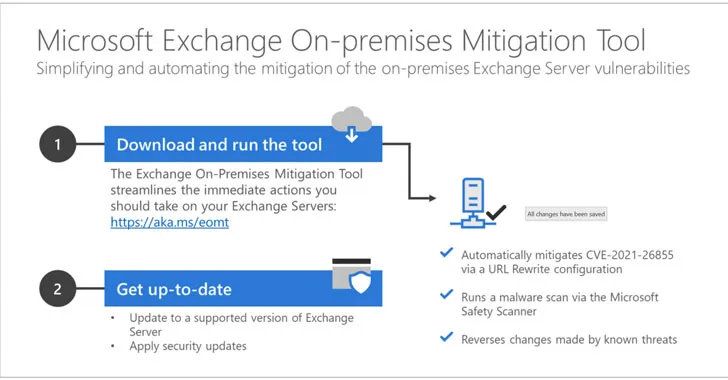 Microsoft Exchange On-premises Mitigation Tool
Simplifying and automating the mitigation of the on-premises Exchange Server vulnerabilities
1
Download and run the tool
The Exchange On-Premises Mitigation Tool
streamlines the immediate actions you
should take on your Exchange Servers:
https://aka.ms/eomt
2
Get up-to-date
• Update to a supported version of Exchange
Server
• Apply security updates
All changes have been saved
Automatically mitigates CVE-2021-26855
via a URL Rewrite configuration
Runs a malware scan via the Microsoft
Safety Scanner
Reverses changes made by known threats